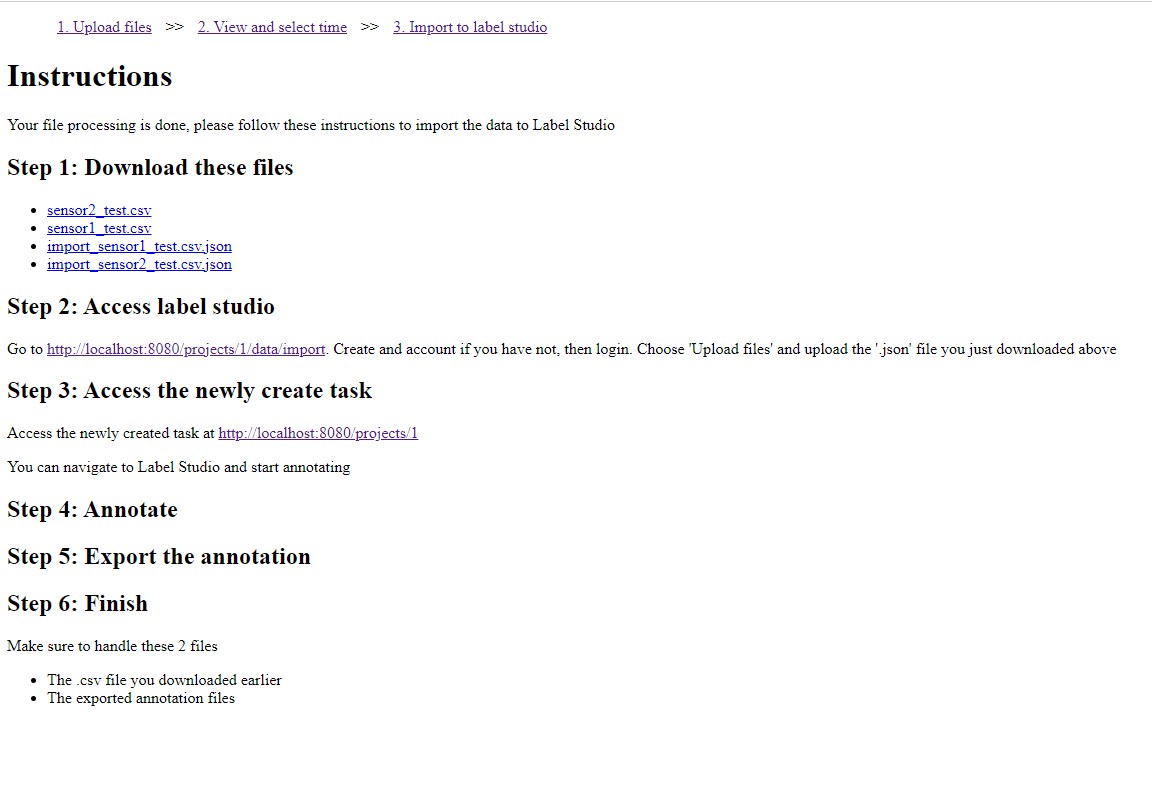 1. Upload files >> 2. View and select time >> 3. Import to label studio
Instructions
Your file processing is done, please follow these instructions to import the data to Label Studio
Step 1: Download these files
• sensor2_test.csv
• sensor1_test.csv
• import_sensor1_test.csv.json
• import_sensor2_test.csv.json
Step 2: Access label studio
Go to http://localhost:8080/projects/1/data/import. Create and account if you have not, then login. Choose 'Upload files' and upload the '.json' file you just downloaded above
Step 3: Access the newly create task
Access the newly created task at http://localhost:8080/projects/1
You can navigate to Label Studio and start annotating
Step 4: Annotate
Step 5: Export the annotation
Step 6: Finish
Make sure to handle these 2 files
• The .csv file you downloaded earlier
• The exported annotation files